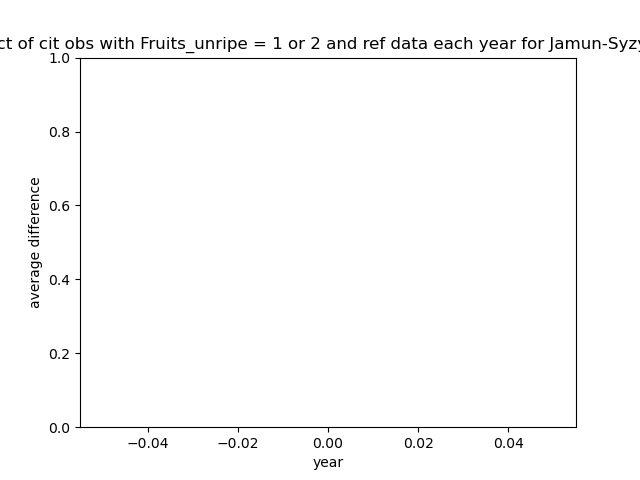 ct of cit obs with Fruits_unripe = 1 or 2 and ref data each year for Jamun-Syzy
1.0
0.8
0.6
0.4
0.2
0.0
average difference
−0.04 −0.02 0.00 0.02 0.04
year